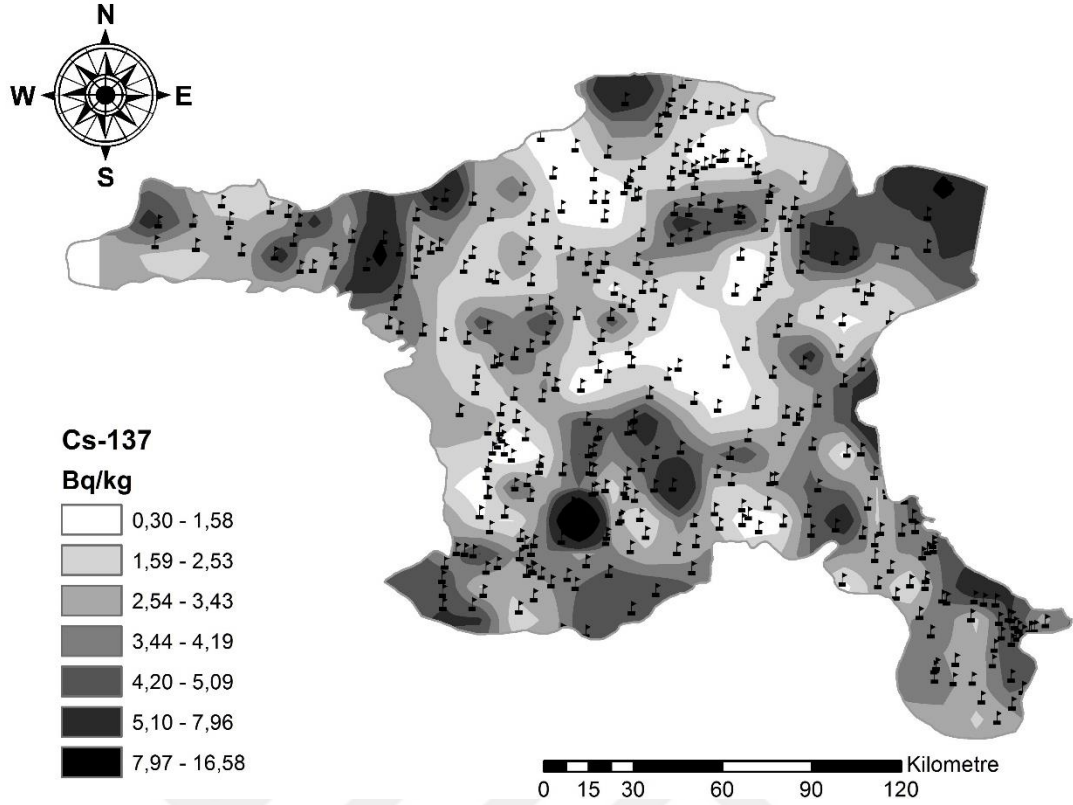 N
W E
S
Cs-137
Bq/kg
0,30 - 1,58
1,59 - 2,53
2,54 - 3,43
3,44 - 4,19
4,20 - 5,09
5,10 - 7,96
7,97 - 16,58
Kilometre
0 15 30 60 90 120